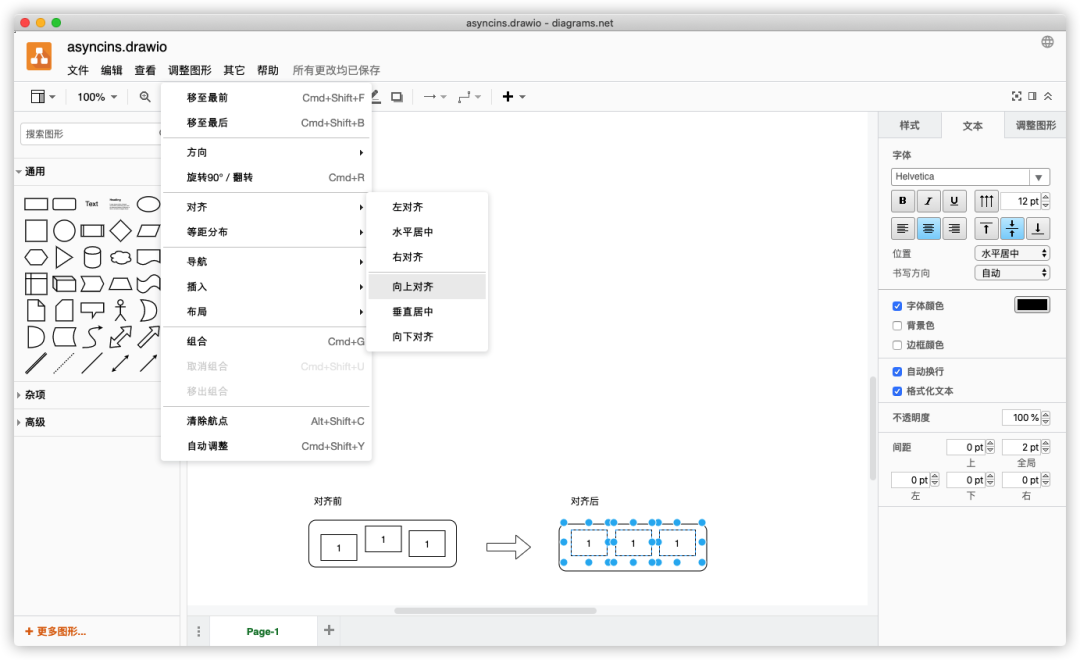 asyncins.drawio - diagrams.net
asyncins.drawio
文件 编辑 查看 调整图形 其它 帮助 所有更改均已保存
100%
搜索图形
通用
Text
Heading
杂项
高级
+ 更多图形...
移至最前 Cmd+Shift+F
移至最后 Cmd+Shift+B
方向
旋转90° / 翻转 Cmd+R
对齐
等距分布
导航
插入
布局
组合 Cmd+G
取消组合 Cmd+Shift+U
移出组合
清除航点 Alt+Shift+C
自动调整 Cmd+Shift+Y
左对齐
水平居中
右对齐
向上对齐
垂直居中
向下对齐
对齐前
1 1 1
对齐后
1 1 1
Page-1
样式 文本 调整图形
字体
Helvetica
B I U 12 pt
位置 水平居中
书写方向 自动
字体颜色
背景色
边框颜色
自动换行
格式化文本
不透明度 100 %
间距 0 pt 2 pt
上 全局
0 pt 0 pt 0 pt
左 下 右